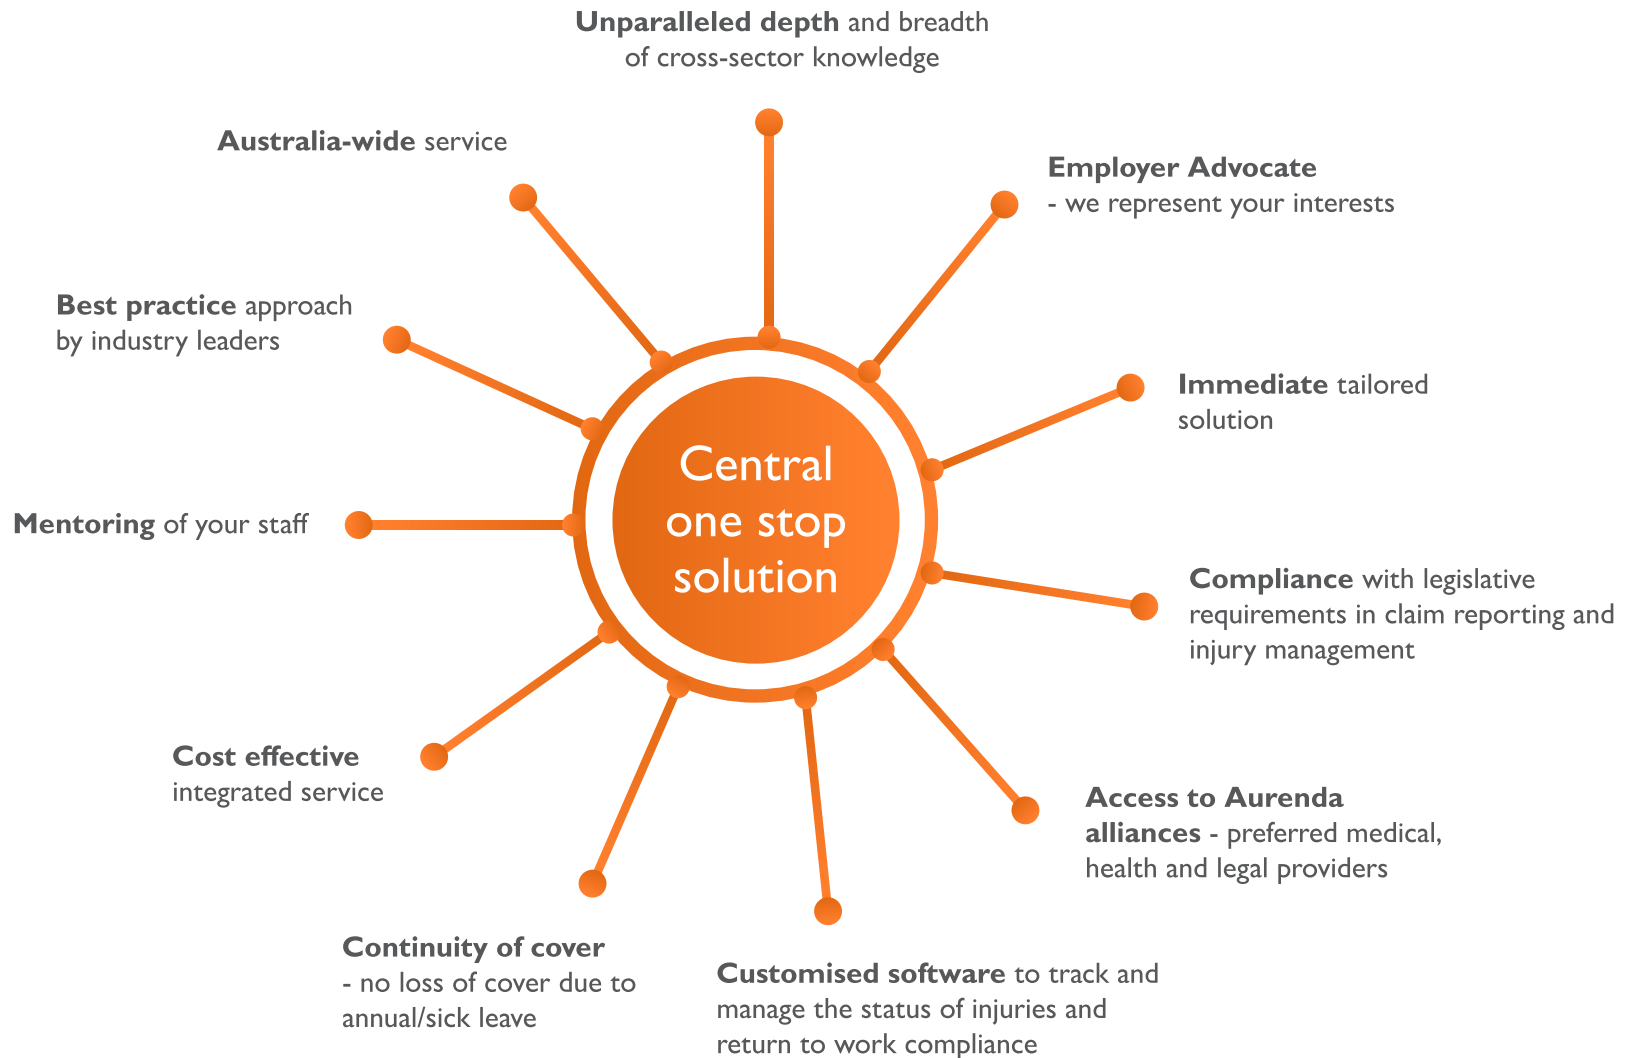 Unparalleled depth and breadth
of cross-sector knowledge
Australia-wide service
Employer Advocate
- we represent your interests
Best practice approach
by industry leaders
Immediate tailored
solution
Central
one stop
solution
Mentoring of your staff
Compliance with legislative
requirements in claim reporting and
injury management
Cost effective
integrated service
Access to Aurenda
alliances - preferred medical,
health and legal providers
Continuity of cover
- no loss of cover due to
annual/sick leave
Customised software to track and
manage the status of injuries and
return to work compliance